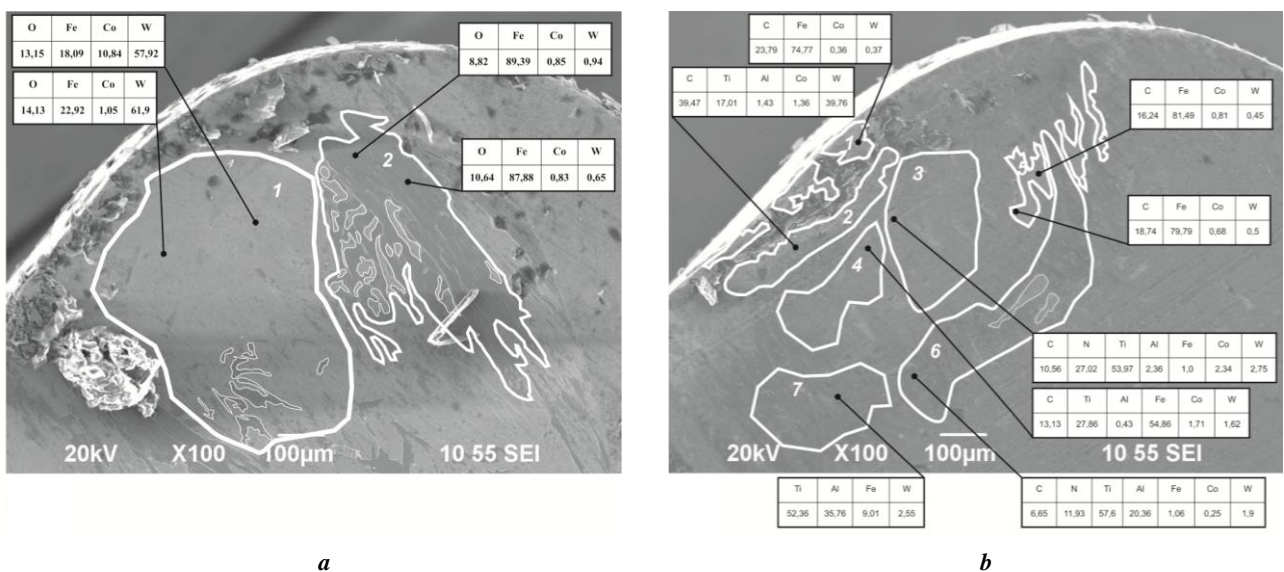 O Fe Co W
13,15 18,09 10,84 57,92
O Fe Co W
14,13 22,92 1,05 61,9
O Fe Co W
8,82 89,39 0,85 0,94
O Fe Co W
10,64 87,88 0,83 0,65
1
2
20kV X100 100µm 10 55 SEI
a
C Fe Co W
23,79 74,77 0,36 0,37
C Ti Al Co W
39,47 17,01 1,43 1,36 39,76
C Fe Co W
16,24 81,49 0,81 0,45
C Fe Co W
18,74 79,79 0,68 0,5
1
2
3
4
6
7
C N Ti Al Fe Co W
10,56 27,02 53,97 2,36 1,0 2,34 2,75
C Ti Al Fe Co W
13,13 27,86 0,43 54,86 1,71 1,62
20kV X100 100µm 10 55 SEI
Ti Al Fe W
52,36 35,76 9,01 2,55
C N Ti Al Fe Co W
6,65 11,93 57,6 20,36 1,06 0,25 1,9
b